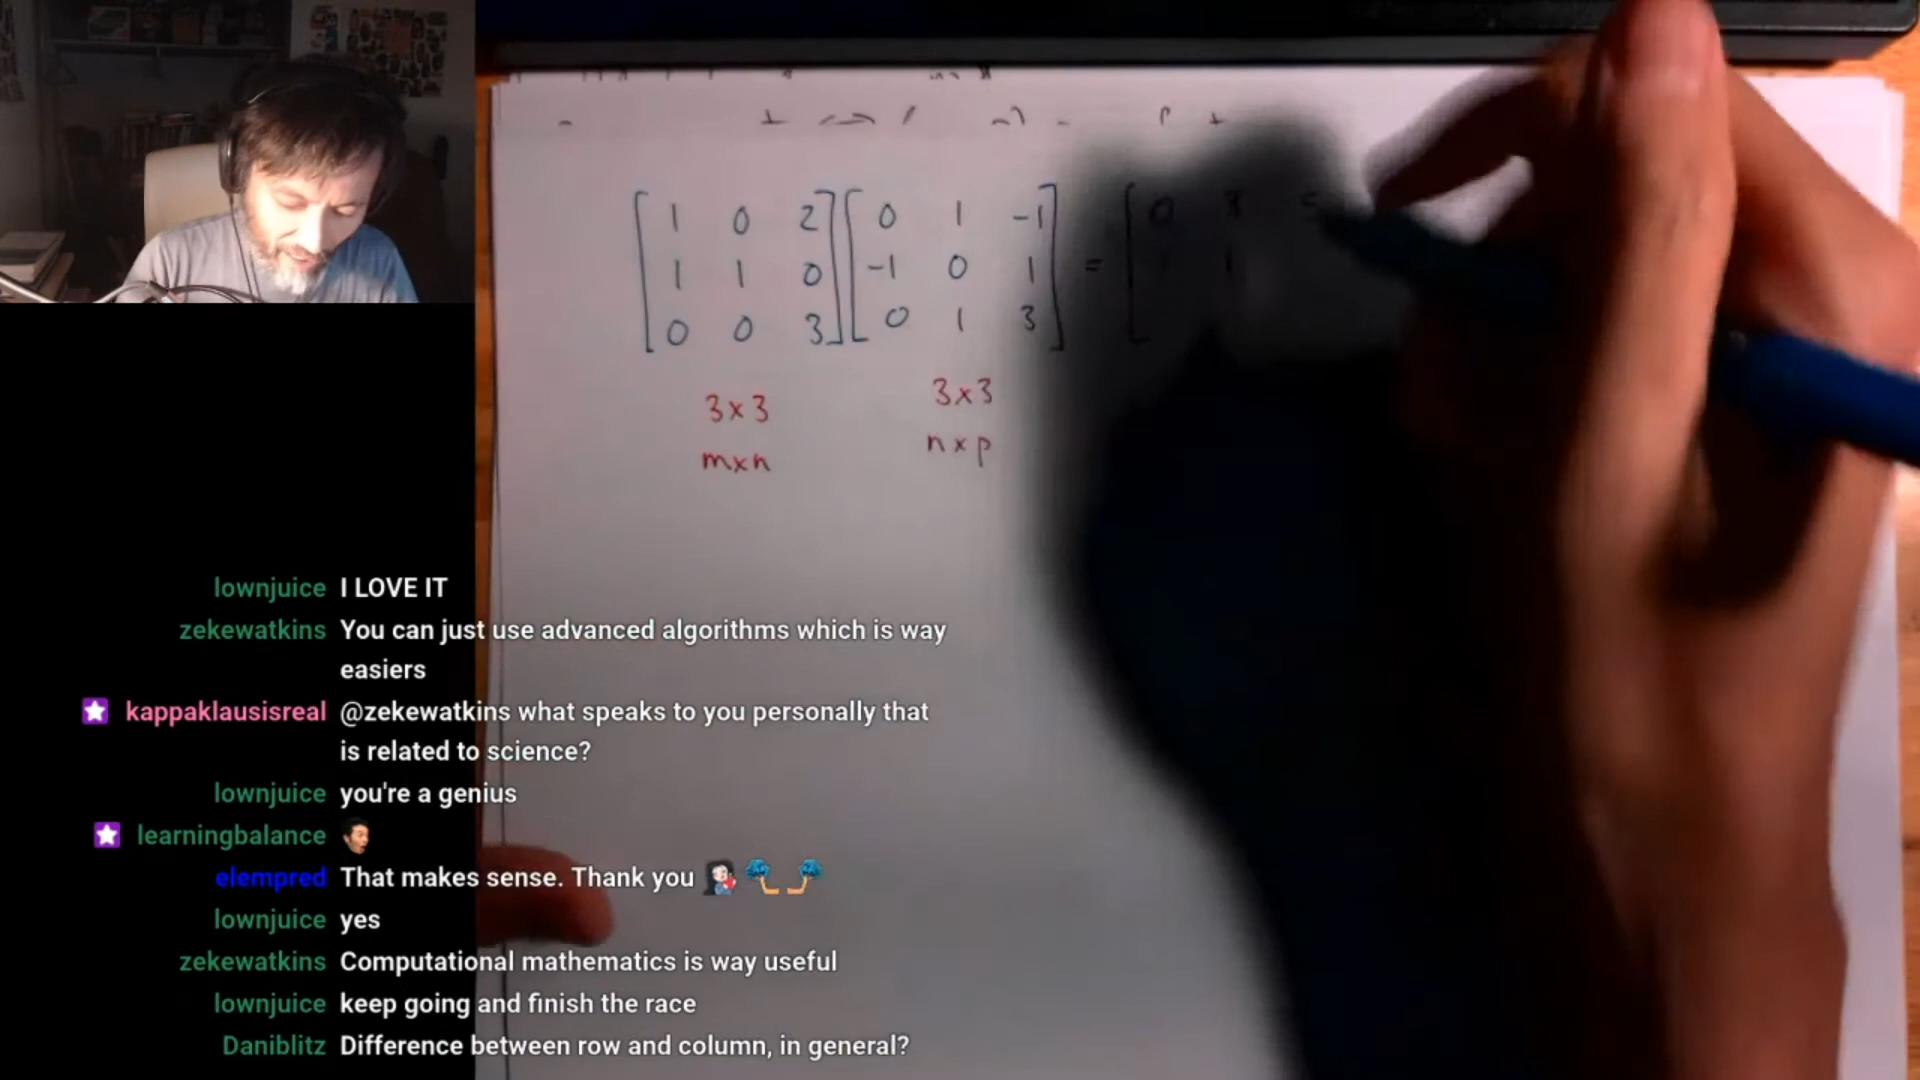 1 0 2 0 1 -1 = 0 3 5
1 1 0 -1 0 1
0 0 3 0 1 3
3x3 3x3
mxn nxp
lownjuice I LOVE IT
zekewatkins You can just use advanced algorithms which is way
easiers
kappaklausisreal @zekewatkins what speaks to you personally that
is related to science?
lownjuice you're a genius
learningbalance
elempred That makes sense. Thank you
lownjuice yes
zekewatkins Computational mathematics is way useful
lownjuice keep going and finish the race
Daniblitz Difference between row and column, in general?